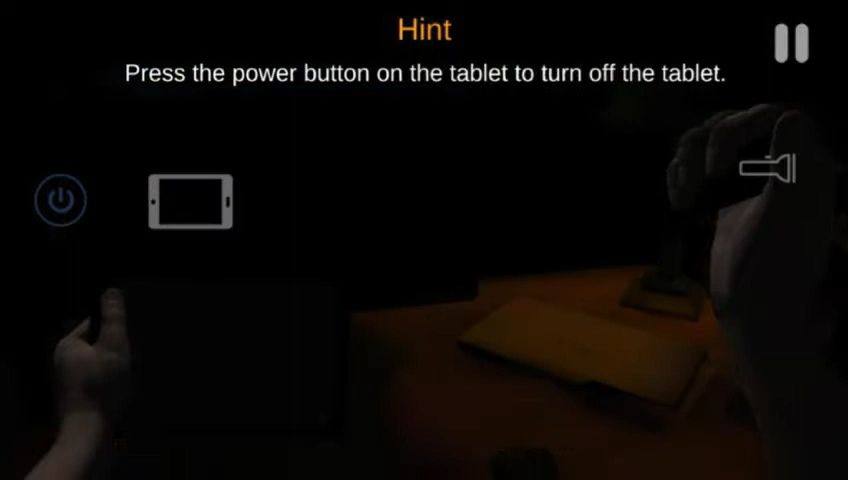 Hint
Press the power button on the tablet to turn off the tablet.